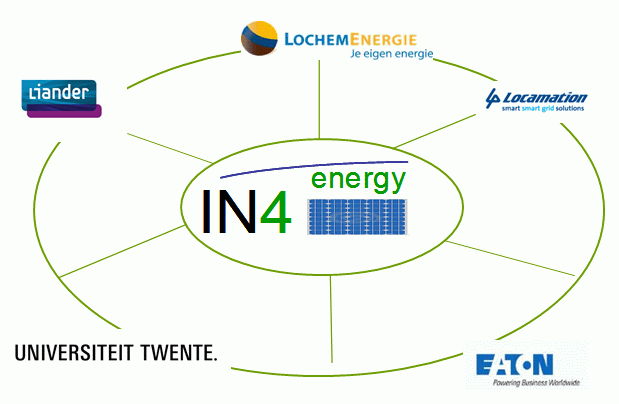 LOCHEMENERGIE
Je eigen energie
Liander
Locamation
smart smart grid solutions
energy
IN4
UNIVERSITEIT TWENTE.
EATON
Powering Business Worldwide